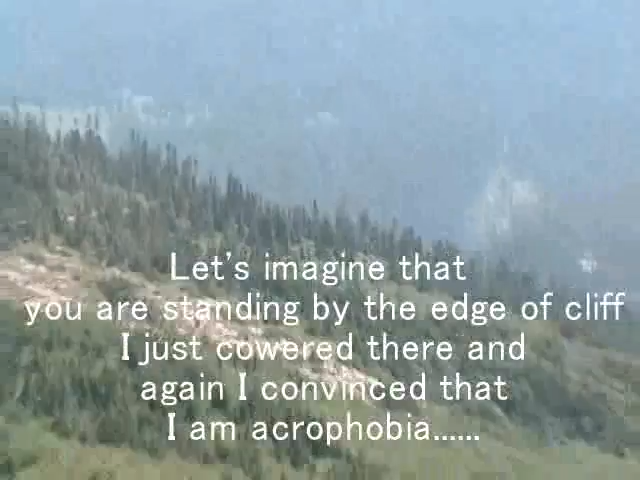 Let's imagine that
you are standing by the edge of cliff
I just cowered there and
again I convinced that
I am acrophobia......